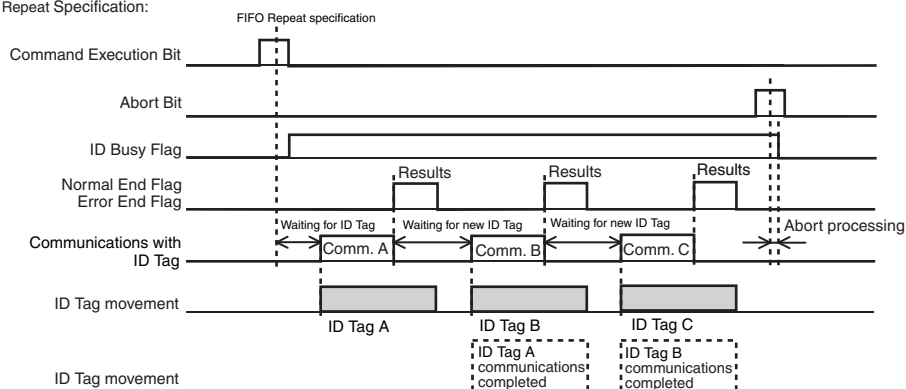 Repeat Specification:
FIFO Repeat specification
Command Execution Bit
Abort Bit
ID Busy Flag
Normal End Flag
Error End Flag
Results
Results
Results
Waiting for ID Tag
Waiting for new ID Tag
Waiting for new ID Tag
Abort processing
Communications with
ID Tag
Comm. A
Comm. B
Comm. C
ID Tag movement
ID Tag A
ID Tag B
ID Tag C
ID Tag movement
ID Tag A
communications
completed
ID Tag B
communications
completed